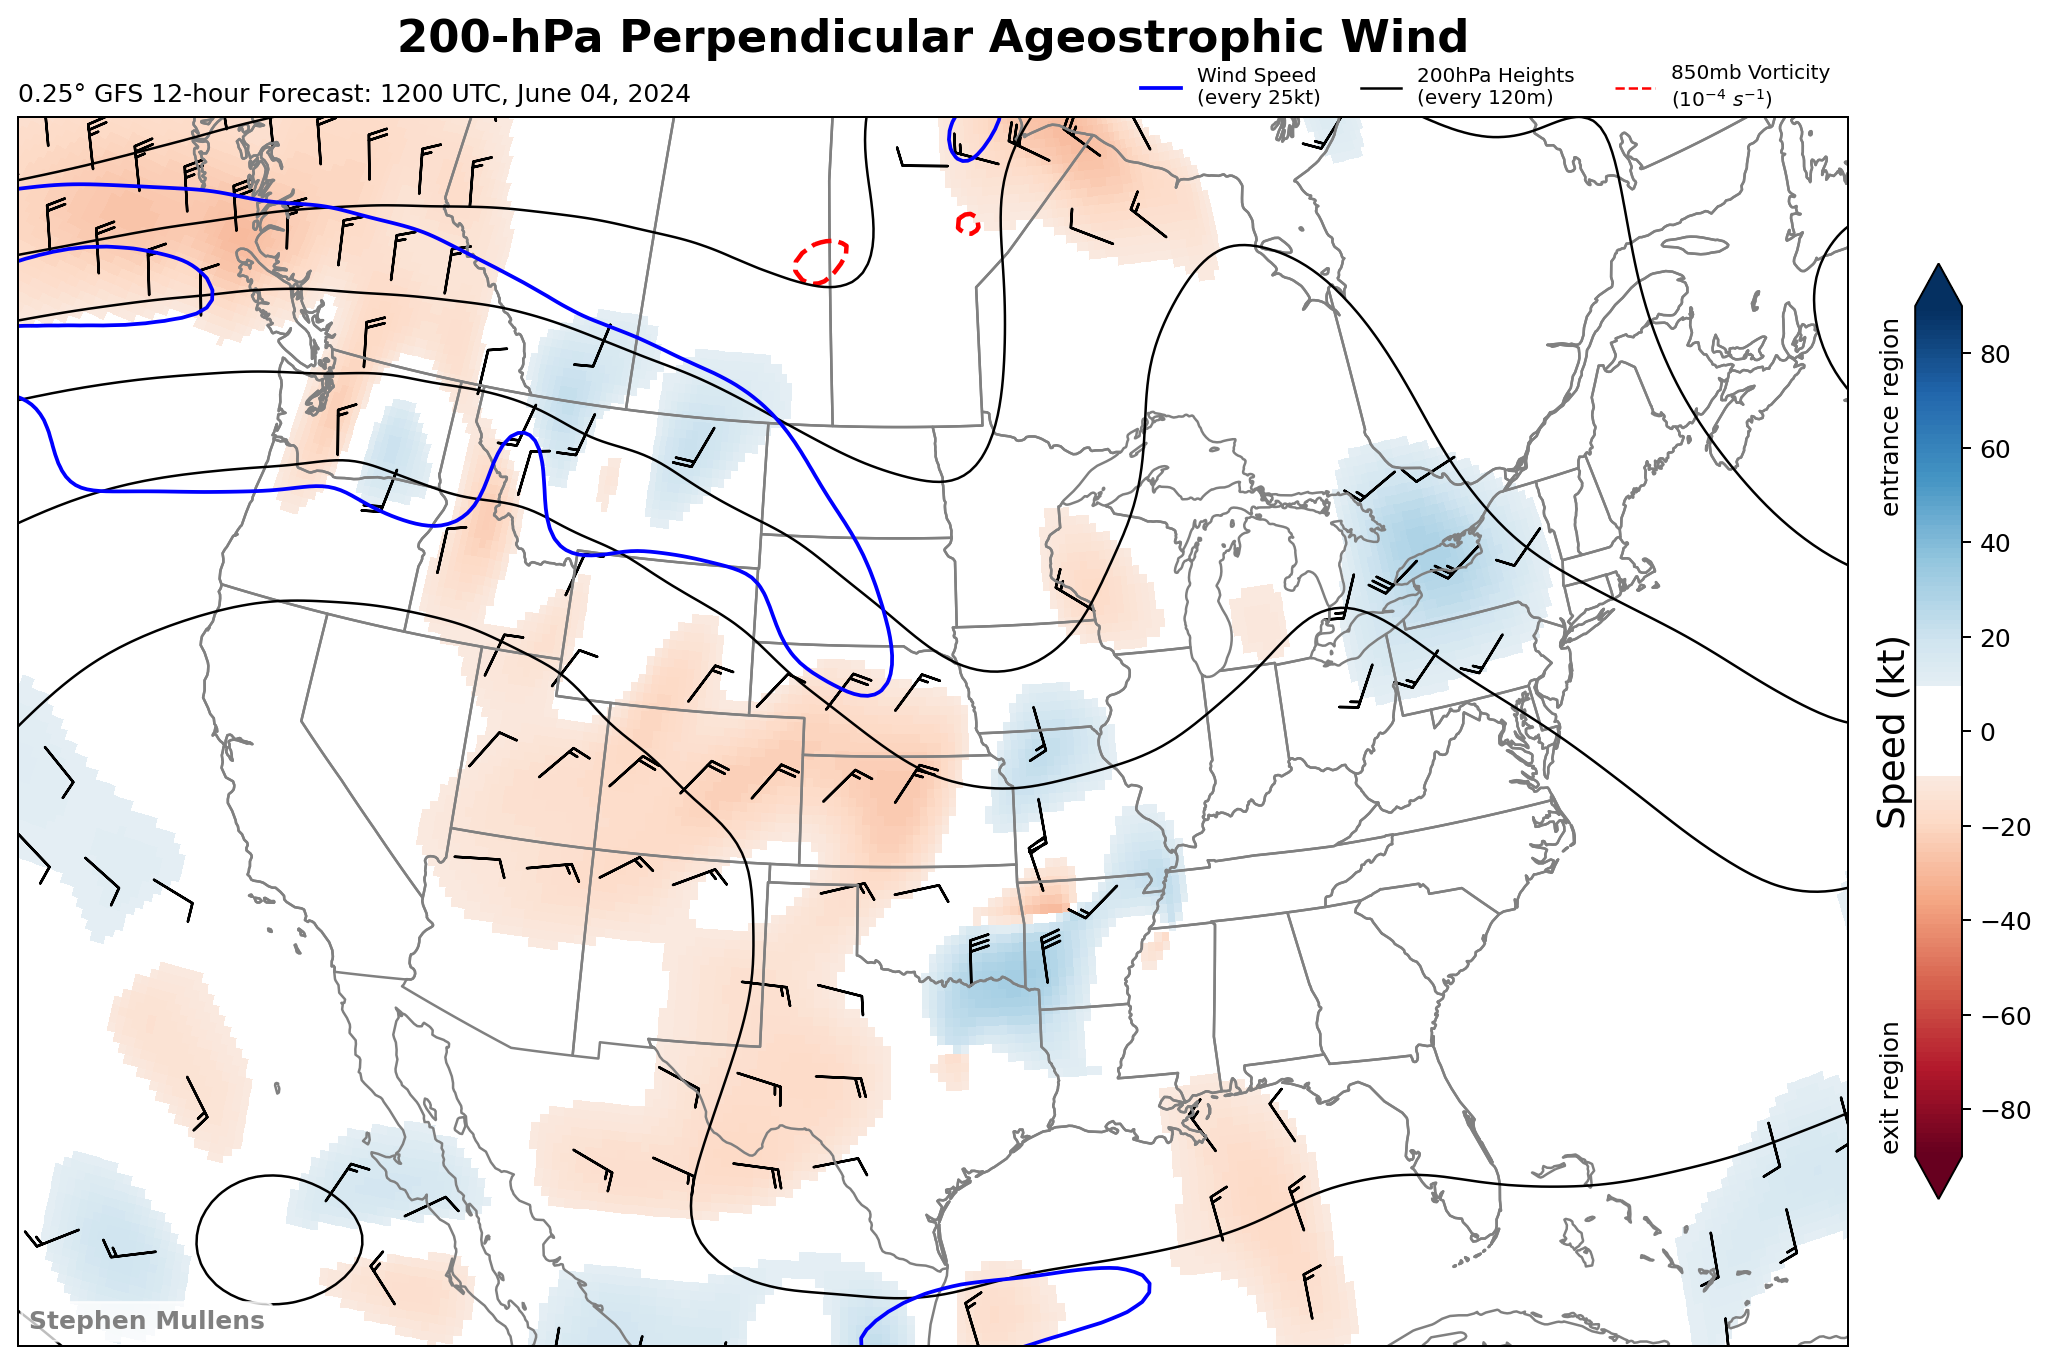 200-hPa Perpendicular Ageostrophic Wind
0.25° GFS 12-hour Forecast: 1200 UTC, June 04, 2024
Wind Speed
(every 25kt)
200hPa Heights
(every 120m)
850mb Vorticity
(10⁻⁴ s⁻¹)
entrance region
Speed (kt)
exit region
80
60
40
20
0
−20
−40
−60
−80
Stephen Mullens